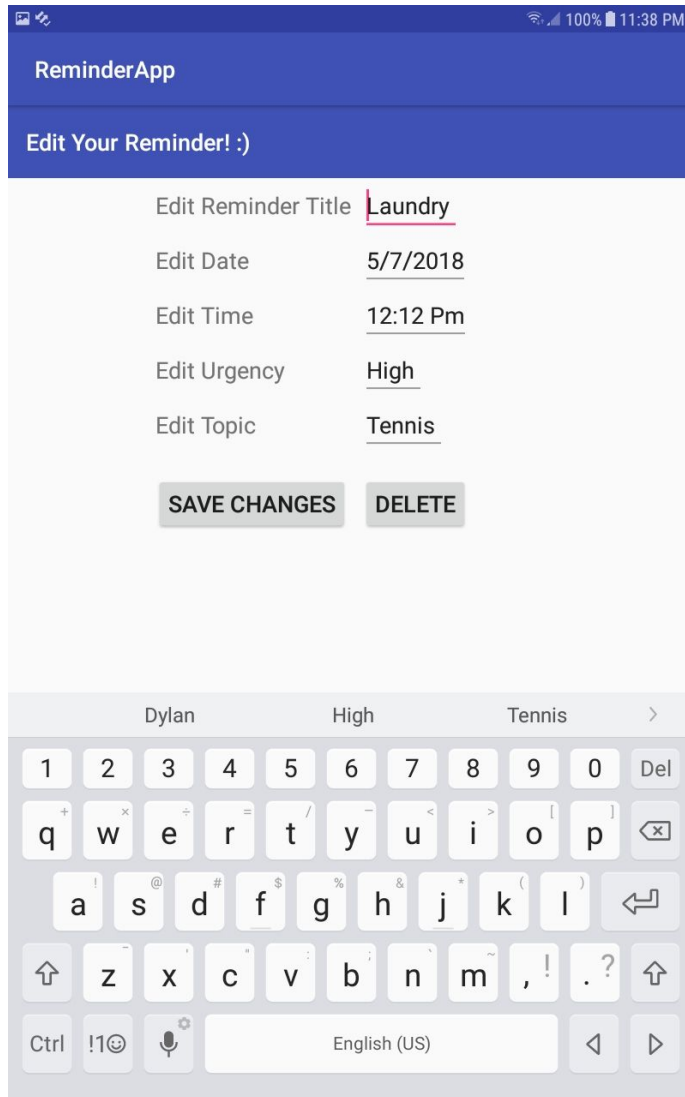 100% 11:38 PM
ReminderApp
Edit Your Reminder! :)
Edit Reminder Title Laundry
Edit Date 5/7/2018
Edit Time 12:12 Pm
Edit Urgency High
Edit Topic Tennis
SAVE CHANGES DELETE
Dylan High Tennis >
1 2 3 4 5 6 7 8 9 0 Del
+ × ÷ = / _ < > [ ]
q w e r t y u i o p
! @ # $ % & * ( )
a s d f g h j k l
- ' " : ; ` ~ ! ?
z x c v b n m , .
Ctrl !1☺ English (US)